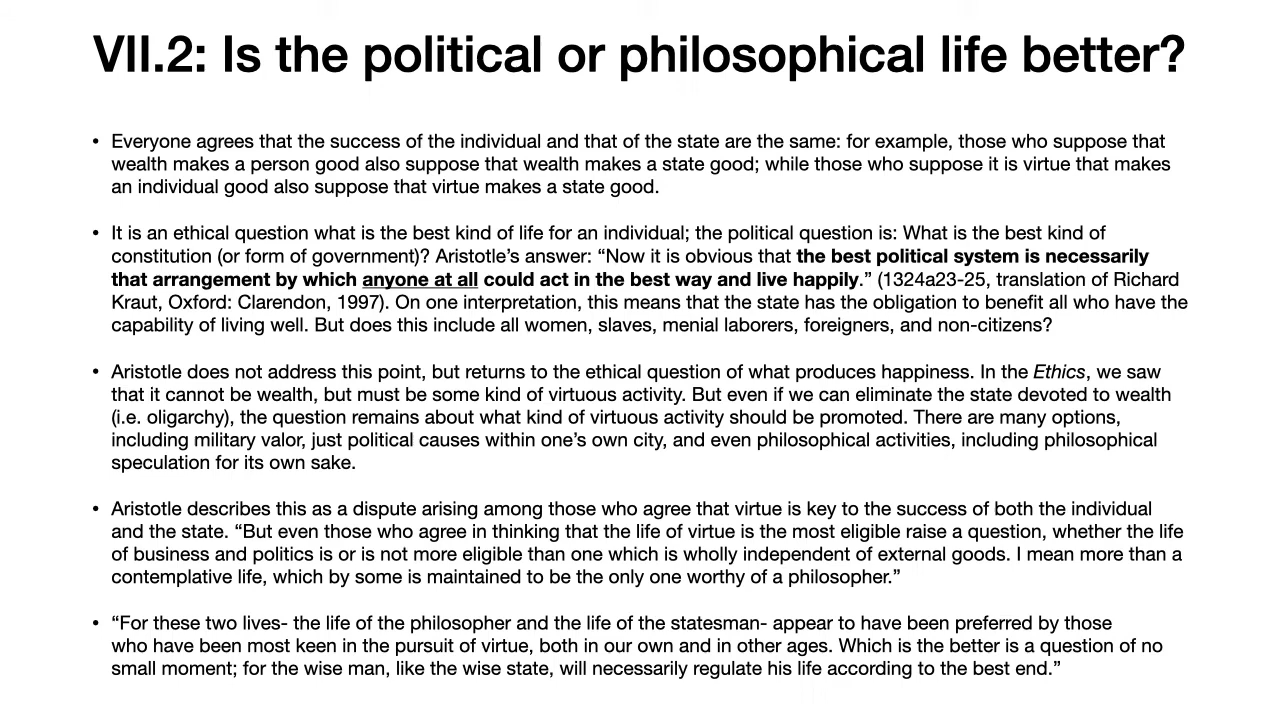 VII.2: Is the political or philosophical life better?
• Everyone agrees that the success of the individual and that of the state are the same: for example, those who suppose that
wealth makes a person good also suppose that wealth makes a state good; while those who suppose it is virtue that makes
an individual good also suppose that virtue makes a state good.
• It is an ethical question what is the best kind of life for an individual; the political question is: What is the best kind of
constitution (or form of government)? Aristotle’s answer: “Now it is obvious that the best political system is necessarily
that arrangement by which anyone at all could act in the best way and live happily.” (1324a23-25, translation of Richard
Kraut, Oxford: Clarendon, 1997). On one interpretation, this means that the state has the obligation to benefit all who have the
capability of living well. But does this include all women, slaves, menial laborers, foreigners, and non-citizens?
• Aristotle does not address this point, but returns to the ethical question of what produces happiness. In the Ethics, we saw
that it cannot be wealth, but must be some kind of virtuous activity. But even if we can eliminate the state devoted to wealth
(i.e. oligarchy), the question remains about what kind of virtuous activity should be promoted. There are many options,
including military valor, just political causes within one’s own city, and even philosophical activities, including philosophical
speculation for its own sake.
• Aristotle describes this as a dispute arising among those who agree that virtue is key to the success of both the individual
and the state. “But even those who agree in thinking that the life of virtue is the most eligible raise a question, whether the life
of business and politics is or is not more eligible than one which is wholly independent of external goods. I mean more than a
contemplative life, which by some is maintained to be the only one worthy of a philosopher.”
• “For these two lives- the life of the philosopher and the life of the statesman- appear to have been preferred by those
who have been most keen in the pursuit of virtue, both in our own and in other ages. Which is the better is a question of no
small moment; for the wise man, like the wise state, will necessarily regulate his life according to the best end.”